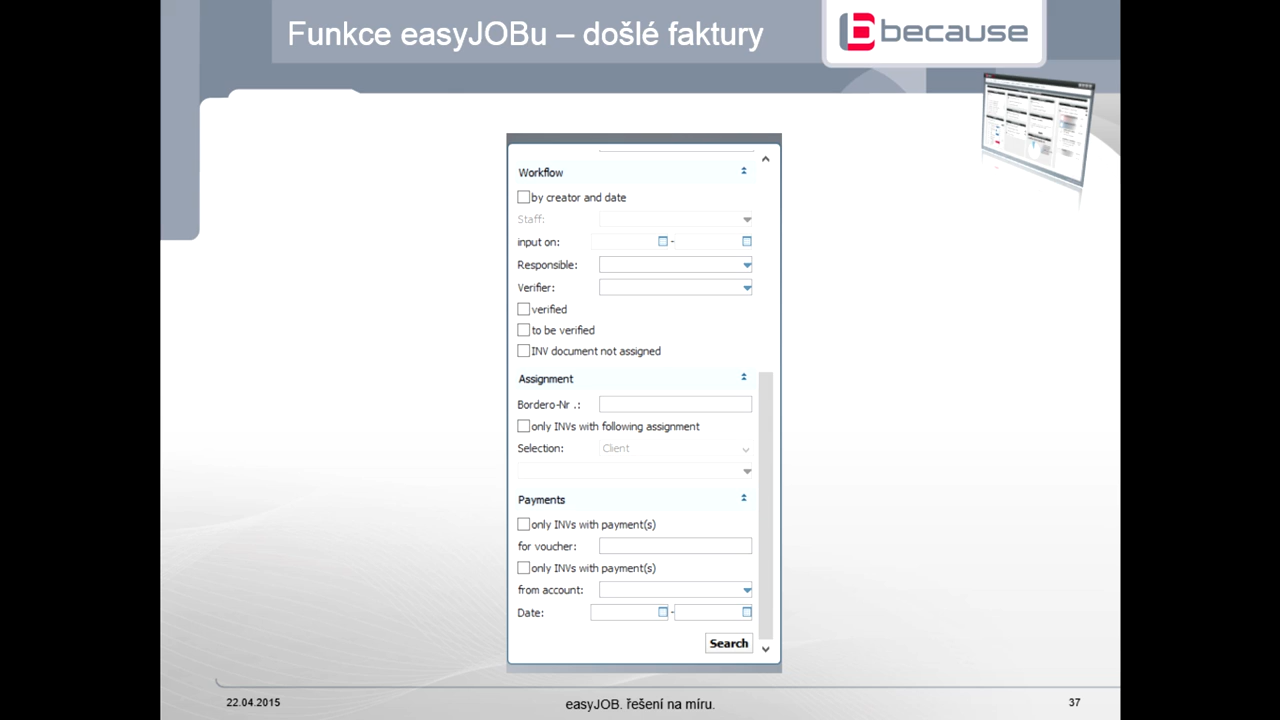 Funkce easyJOBu – došlé faktury
because
Workflow
by creator and date
Staff:
input on: -
Responsible:
Verifier:
verified
to be verified
INV document not assigned
Assignment
Bordero-Nr .:
only INVs with following assignment
Selection: Client
Payments
only INVs with payment(s)
for voucher:
only INVs with payment(s)
from account:
Date: -
Search
22.04.2015 easyJOB. řešení na míru. 37